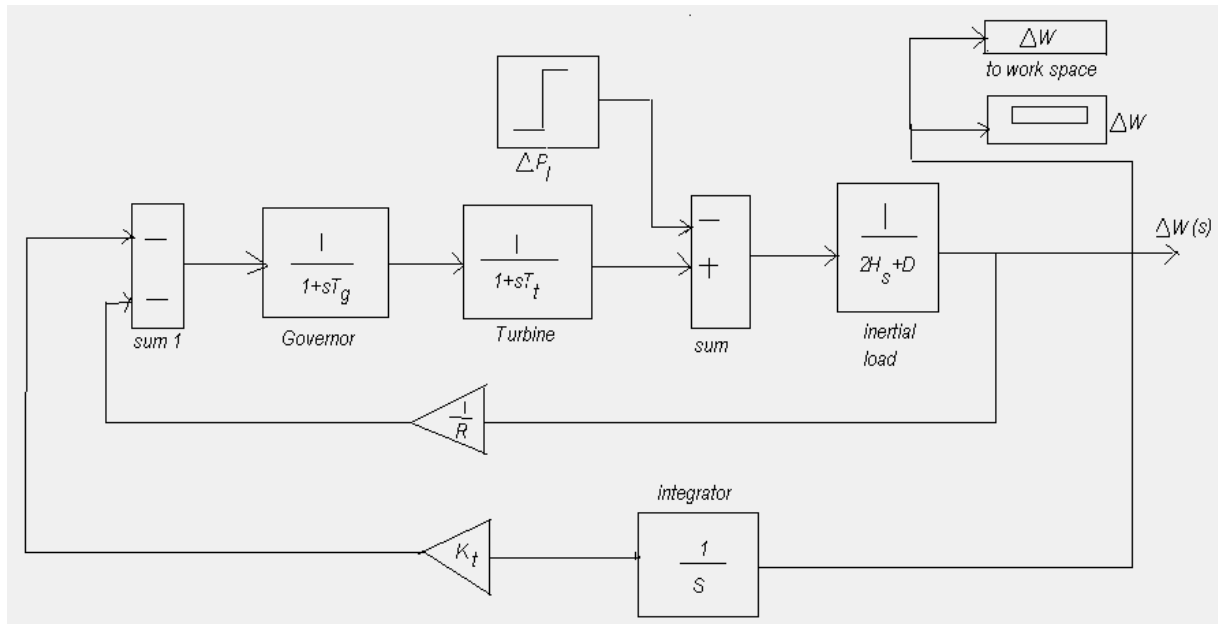 ΔW
to work space
ΔW
ΔP_l
ΔW(s)
−
−
sum 1
1
1+sT_g
Governor
1
1+sT_t
Turbine
−
+
sum
1
2H_s+D
inertial
load
1
R
integrator
K_t
1
S